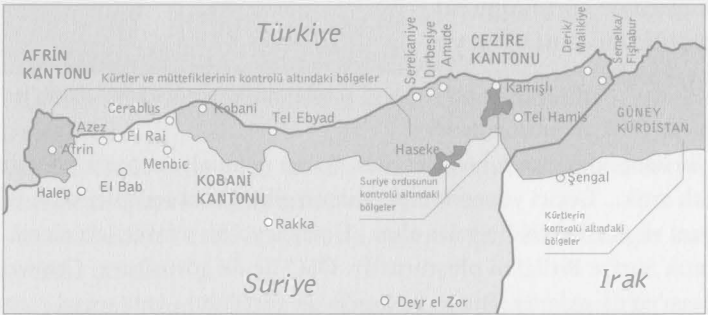 Türkiye
AFRİN
KANTONU
Kürtler ve müttefiklerinin kontrolü altındaki bölgeler
Serekaniye
Dırbesiye
Amude
CEZİRE
KANTONU
Derik/
Malikiye
Semelka/
Fişhabur
Cerablus
Kobani
Tel Ebyad
Kamışlı
Tel Hamis
GÜNEY
KÜRDİSTAN
Azez
El Rai
Afrin
Menbic
Haseke
Halep
El Bab
KOBANİ
KANTONU
Suriye ordusunun
kontrolü altındaki
bölgeler
Şengal
Rakka
Kürtlerin
kontrolü altındaki
bölgeler
Suriye
Irak
Deyr el Zor